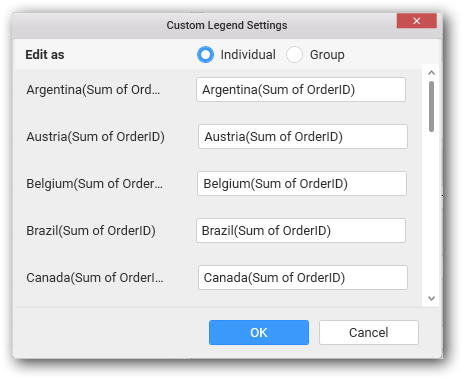 Custom Legend Settings
Edit as Individual Group
Argentina(Sum of Ord... Argentina(Sum of OrderID)
Austria(Sum of OrderID) Austria(Sum of OrderID)
Belgium(Sum of Order... Belgium(Sum of OrderID)
Brazil(Sum of OrderID) Brazil(Sum of OrderID)
Canada(Sum of OrderI... Canada(Sum of OrderID)
OK Cancel